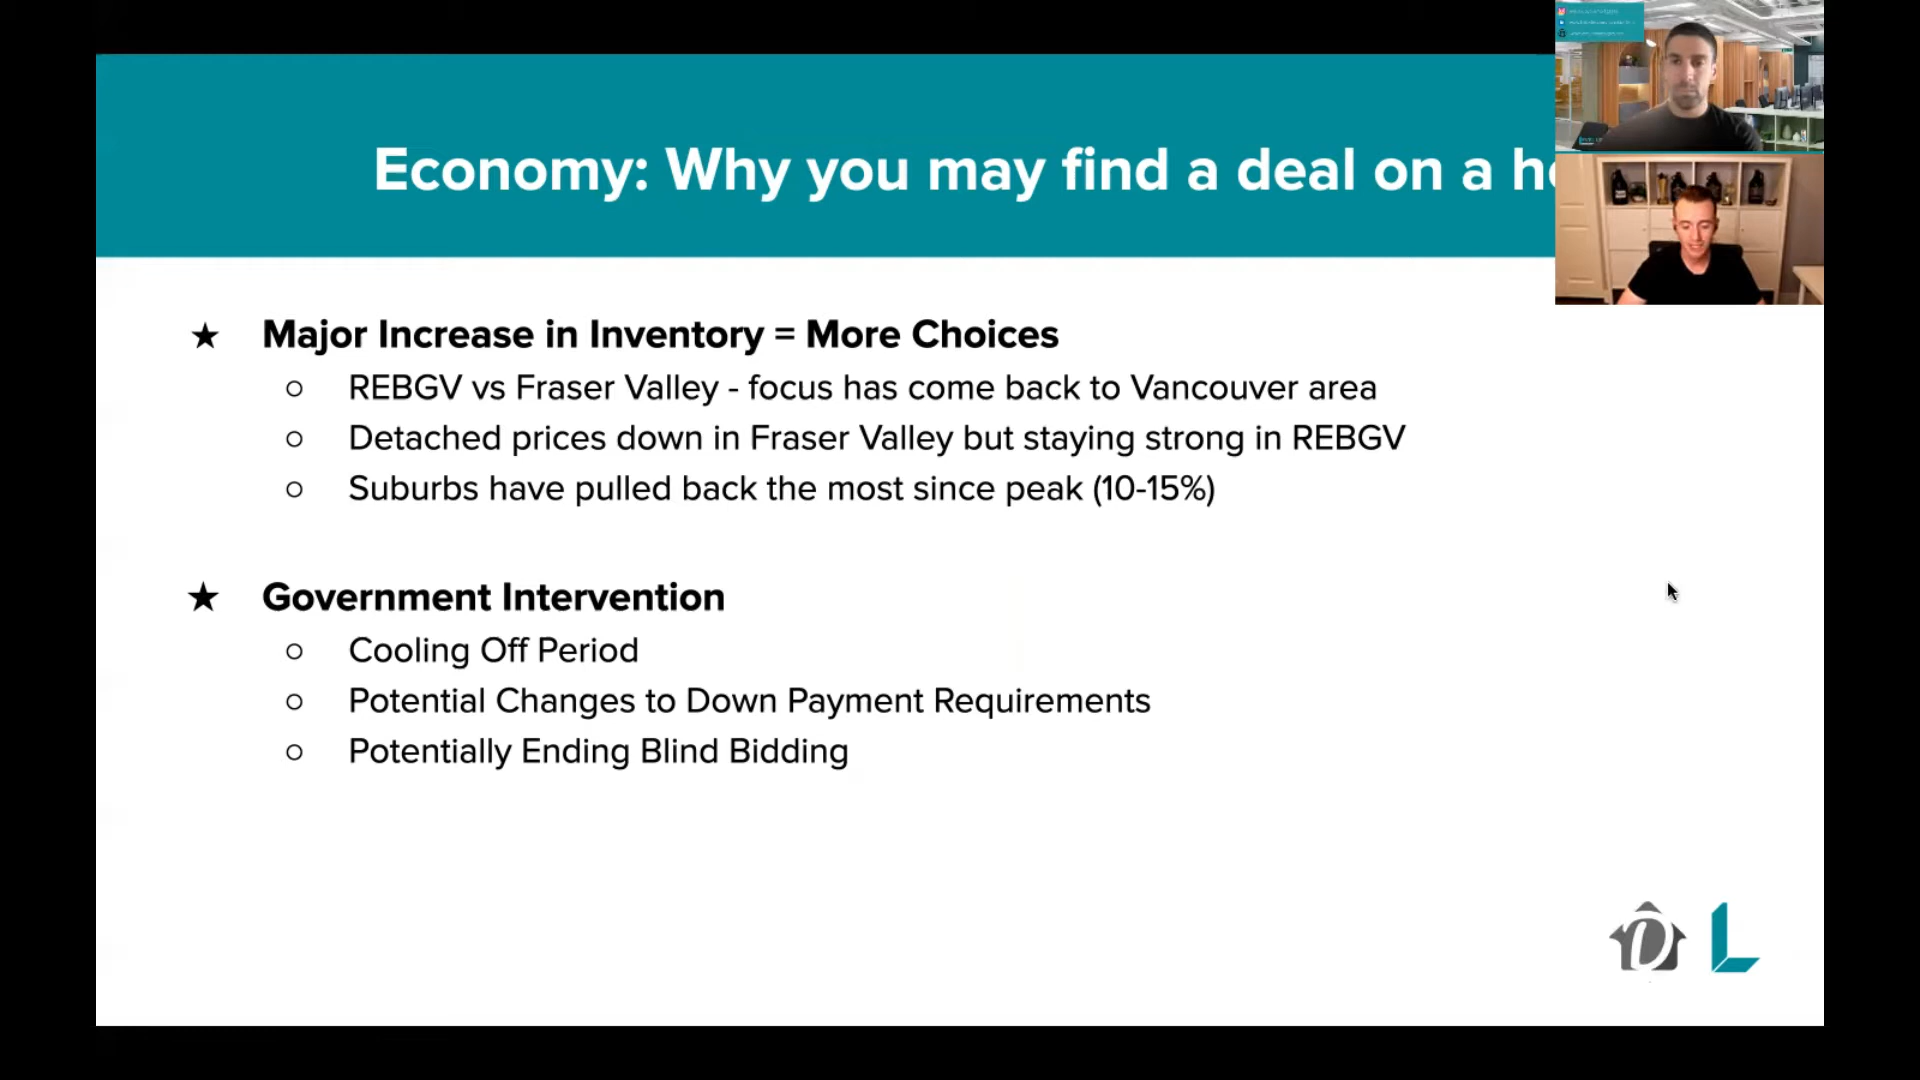 Economy: Why you may find a deal on a
★ Major Increase in Inventory = More Choices
○ REBGV vs Fraser Valley - focus has come back to Vancouver area
○ Detached prices down in Fraser Valley but staying strong in REBGV
○ Suburbs have pulled back the most since peak (10-15%)
★ Government Intervention
○ Cooling Off Period
○ Potential Changes to Down Payment Requirements
○ Potentially Ending Blind Bidding
D L